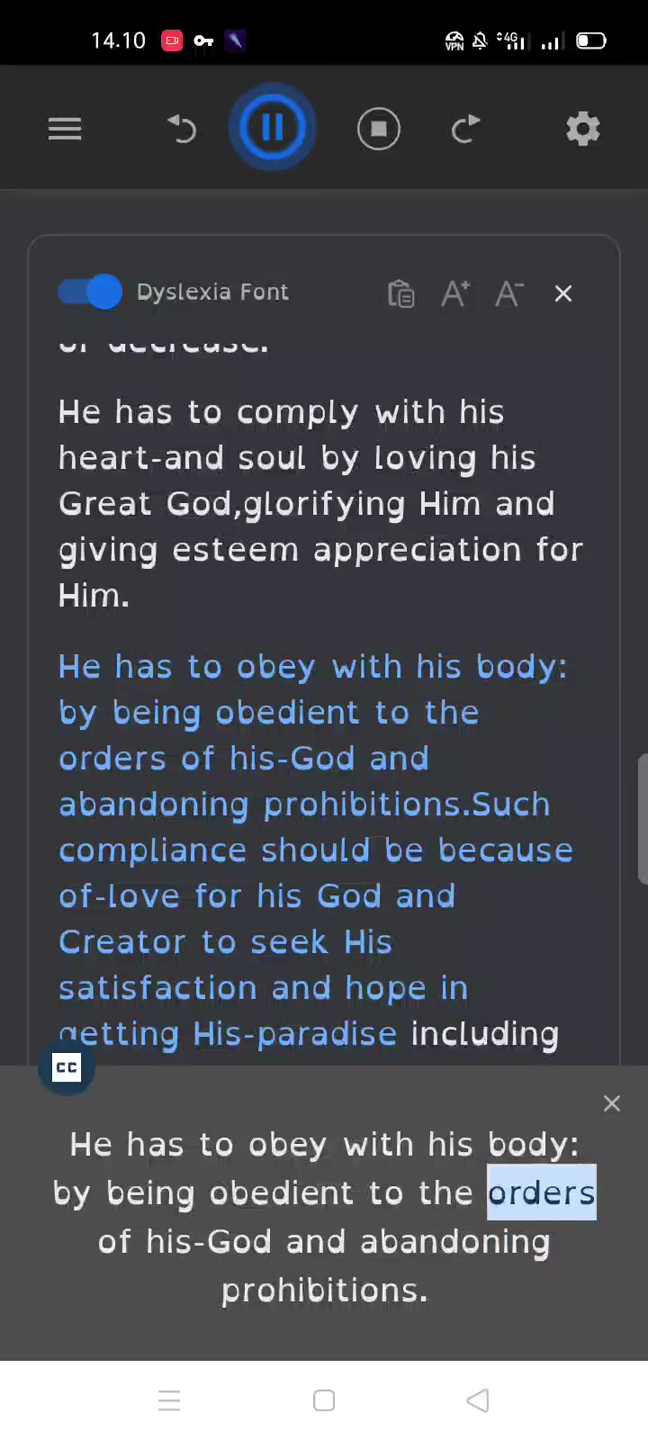 14.10
VPN 4G
Dyslexia Font
A+ A-
or decrease.
He has to comply with his
heart-and soul by loving his
Great God,glorifying Him and
giving esteem appreciation for
Him.
He has to obey with his body:
by being obedient to the
orders of his-God and
abandoning prohibitions.Such
compliance should be because
of-love for his God and
Creator to seek His
satisfaction and hope in
getting His-paradise including
CC
He has to obey with his body:
by being obedient to the orders
of his-God and abandoning
prohibitions.